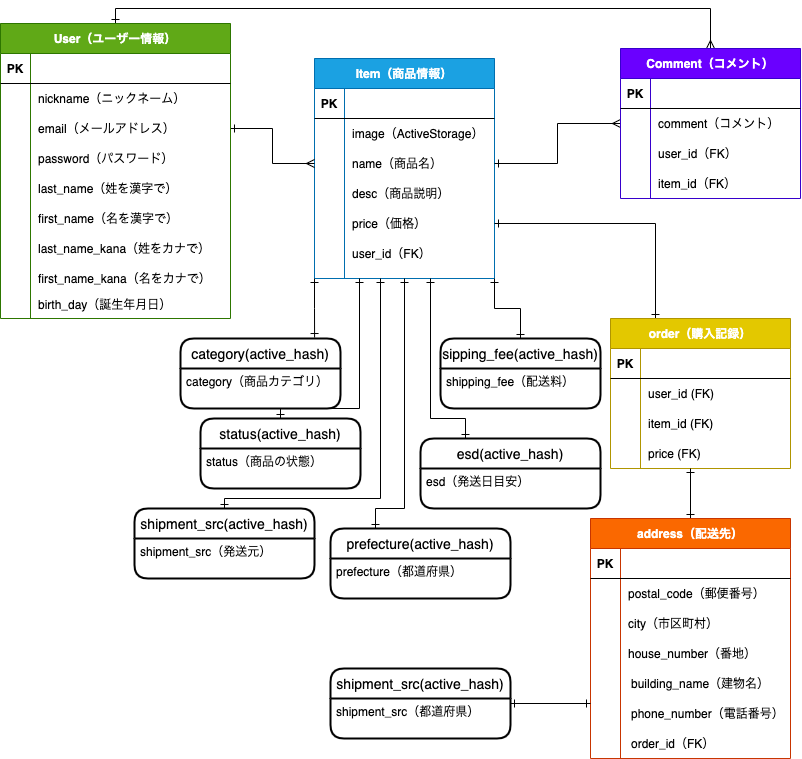 User（ユーザー情報）
PK
nickname（ニックネーム）
email（メールアドレス）
password（パスワード）
last_name（姓を漢字で）
first_name（名を漢字で）
last_name_kana（姓をカナで）
first_name_kana（名をカナで）
birth_day（誕生年月日）
Item（商品情報）
PK
image（ActiveStorage）
name（商品名）
desc（商品説明）
price（価格）
user_id（FK）
Comment（コメント）
PK
comment（コメント）
user_id（FK）
item_id（FK）
category(active_hash)
category（商品カテゴリ）
status(active_hash)
status（商品の状態）
shipment_src(active_hash)
shipment_src（発送元）
prefecture(active_hash)
prefecture（都道府県）
sipping_fee(active_hash)
shipping_fee（配送料）
esd(active_hash)
esd（発送日目安）
order（購入記録）
PK
user_id (FK)
item_id (FK)
price (FK)
address（配送先）
PK
postal_code（郵便番号）
city（市区町村）
house_number（番地）
building_name（建物名）
phone_number（電話番号）
order_id（FK）
shipment_src(active_hash)
shipment_src（都道府県）